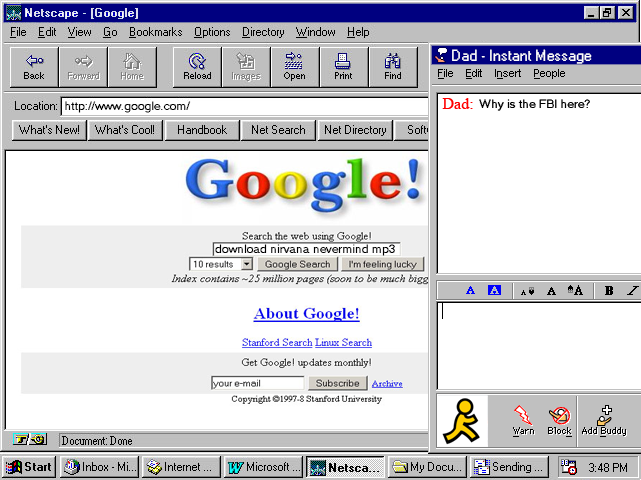 Netscape - [Google]
File Edit View Go Bookmarks Options Directory Window Help
Back Forward Home Reload Images Open Print Find
Location: http://www.google.com/
What's New! What's Cool! Handbook Net Search Net Directory
Google!
Search the web using Google!
download nirvana nevermind mp3
10 results Google Search I'm feeling lucky
Index contains ~25 million pages (soon to be much
About Google!
Stanford Search Linux Search
Get Google! updates monthly!
your e-mail Subscribe Archive
Copyright ©1997-8 Stanford University
Document: Done
Dad - Instant Message
File Edit Insert People
Dad: Why is the FBI here?
A A A A A B I
Warn Block Add Buddy
Start Inbox - Mi... Internet ... Microsoft ... Netsca... My Docu... Sending ... 3:48 PM